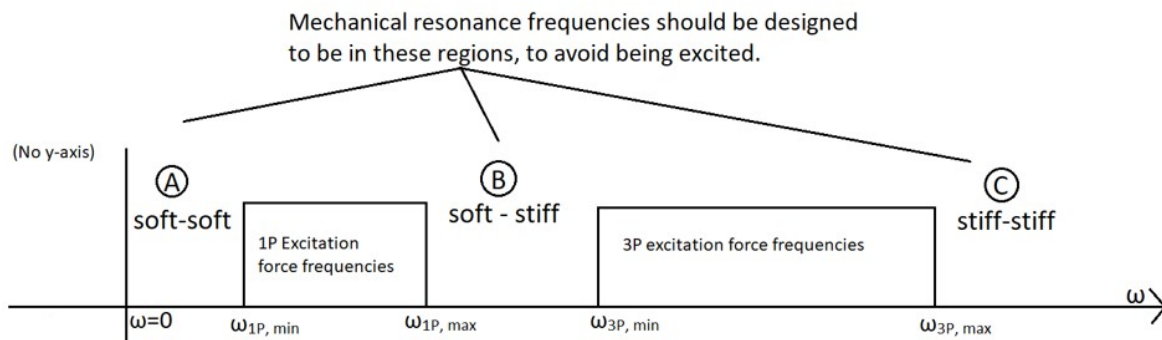 Mechanical resonance frequencies should be designed
to be in these regions, to avoid being excited.
(No y-axis)
A
soft-soft
B
soft - stiff
C
stiff-stiff
1P Excitation
force frequencies
3P excitation force frequencies
ω=0
ω1P, min
ω1P, max
ω3P, min
ω3P, max
ω